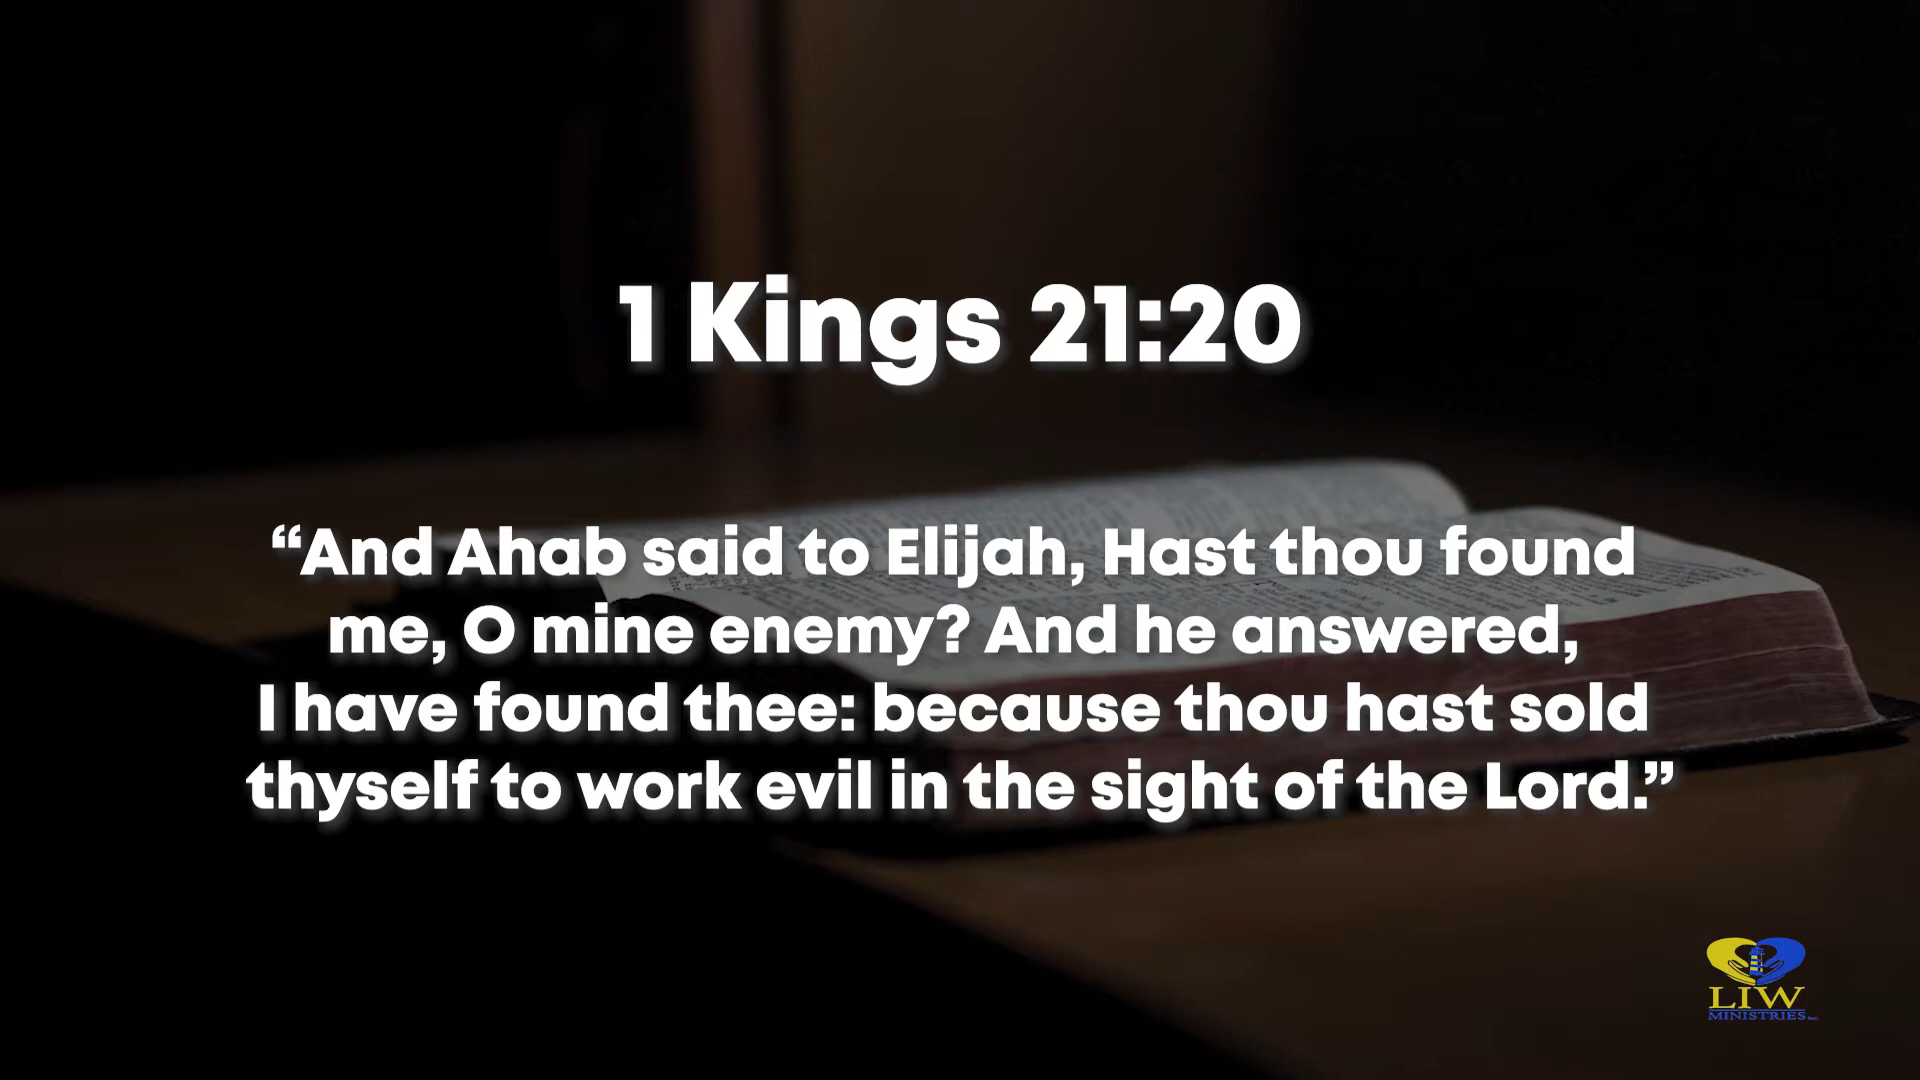 1 Kings 21:20
“And Ahab said to Elijah, Hast thou found
me, O mine enemy? And he answered,
I have found thee: because thou hast sold
thyself to work evil in the sight of the Lord.”
LIW
MINISTRIES